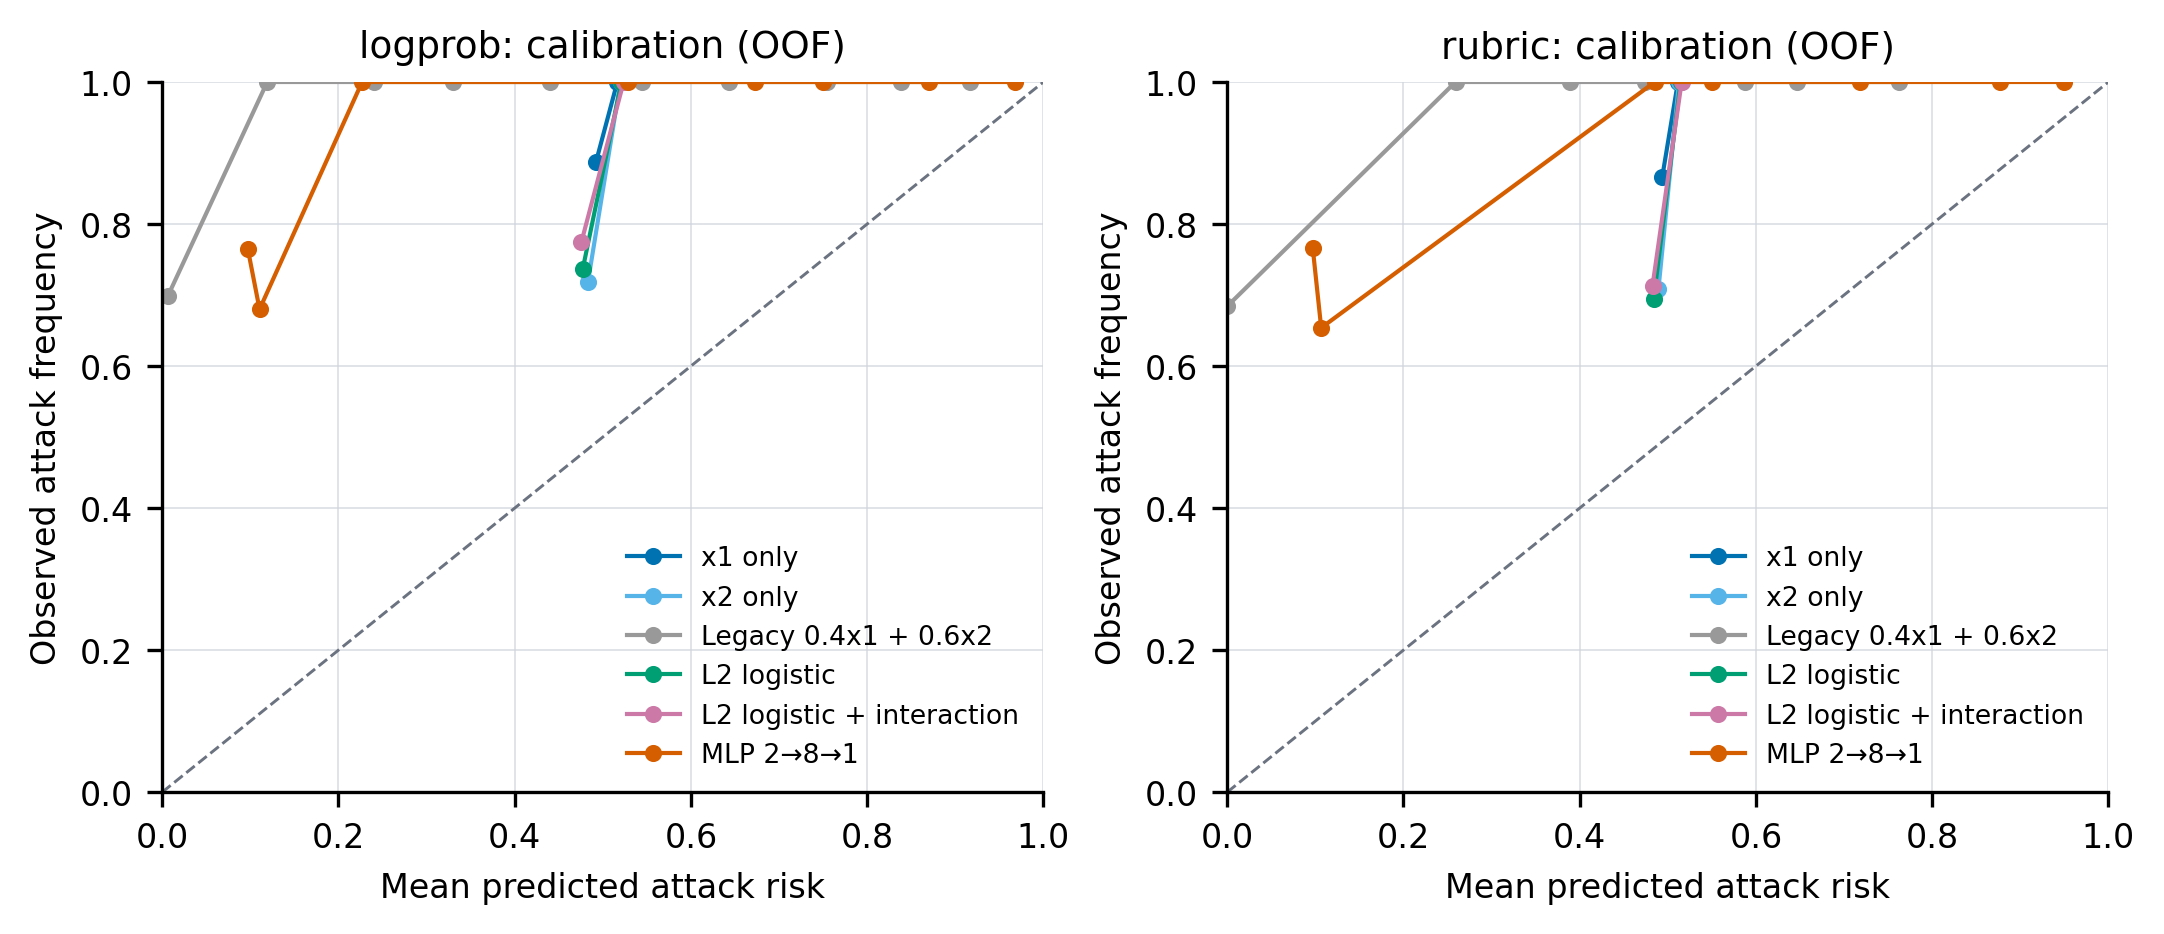 logprob: calibration (OOF)
1.0
0.8
0.6
0.4
0.2
0.0
Observed attack frequency
x1 only
x2 only
Legacy 0.4x1 + 0.6x2
L2 logistic
L2 logistic + interaction
MLP 2→8→1
0.0 0.2 0.4 0.6 0.8 1.0
Mean predicted attack risk
rubric: calibration (OOF)
1.0
0.8
0.6
0.4
0.2
0.0
Observed attack frequency
x1 only
x2 only
Legacy 0.4x1 + 0.6x2
L2 logistic
L2 logistic + interaction
MLP 2→8→1
0.0 0.2 0.4 0.6 0.8 1.0
Mean predicted attack risk